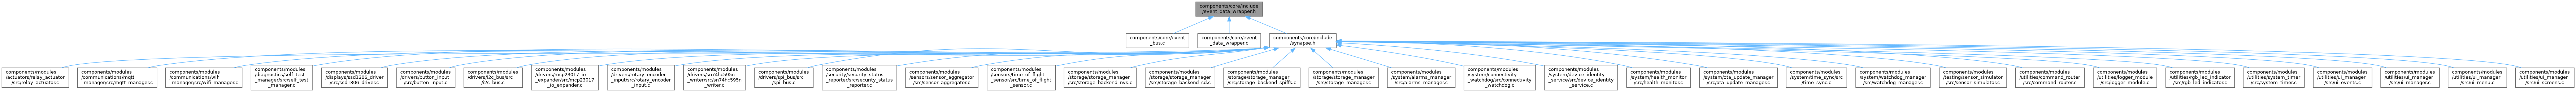 components/core/include
/event_data_wrapper.h
components/core/event
_bus.c
components/core/event
_data_wrapper.c
components/core/include
/synapse.h
components/modules
/actuators/relay_actuator
/src/relay_actuator.c
components/modules
/communications/mqtt
_manager/src/mqtt_manager.c
components/modules
/communications/wifi
_manager/src/wifi_manager.c
components/modules
/diagnostics/self_test
_manager/src/self_test
_manager.c
components/modules
/displays/ssd1306_driver
/src/ssd1306_driver.c
components/modules
/drivers/button_input
/src/button_input.c
components/modules
/drivers/i2c_bus/src
/i2c_bus.c
components/modules
/drivers/mcp23017_io
_expander/src/mcp23017
_io_expander.c
components/modules
/drivers/rotary_encoder
_input/src/rotary_encoder
_input.c
components/modules
/drivers/sn74hc595n
_writer/src/sn74hc595n
_writer.c
components/modules
/drivers/spi_bus/src
/spi_bus.c
components/modules
/security/security_status
_reporter/src/security_status
_reporter.c
components/modules
/sensors/sensor_aggregator
/src/sensor_aggregator.c
components/modules
/sensors/time_of_flight
_sensor/src/time_of_flight
_sensor.c
components/modules
/storage/storage_manager
/src/storage_backend_nvs.c
components/modules
/storage/storage_manager
/src/storage_backend_sd.c
components/modules
/storage/storage_manager
/src/storage_backend_spiffs.c
components/modules
/storage/storage_manager
/src/storage_manager.c
components/modules
/system/alarms_manager
/src/alarms_manager.c
components/modules
/system/connectivity
_watchdog/src/connectivity
_watchdog.c
components/modules
/system/device_identity
_service/src/device_identity
_service.c
components/modules
/system/health_monitor
/src/health_monitor.c
components/modules
/system/ota_update_manager
/src/ota_update_manager.c
components/modules
/system/time_sync/src
/time_sync.c
components/modules
/system/watchdog_manager
/src/watchdog_manager.c
components/modules
/testing/sensor_simulator
/src/sensor_simulator.c
components/modules
/utilities/command_router
/src/command_router.c
components/modules
/utilities/logger_module
/src/logger_module.c
components/modules
/utilities/rgb_led_indicator
/src/rgb_led_indicator.c
components/modules
/utilities/system_timer
/src/system_timer.c
components/modules
/utilities/ui_manager
/src/ui_events.c
components/modules
/utilities/ui_manager
/src/ui_manager.c
components/modules
/utilities/ui_manager
/src/ui_menu.c
components/modules
/utilities/ui_manager
/src/ui_screens.c